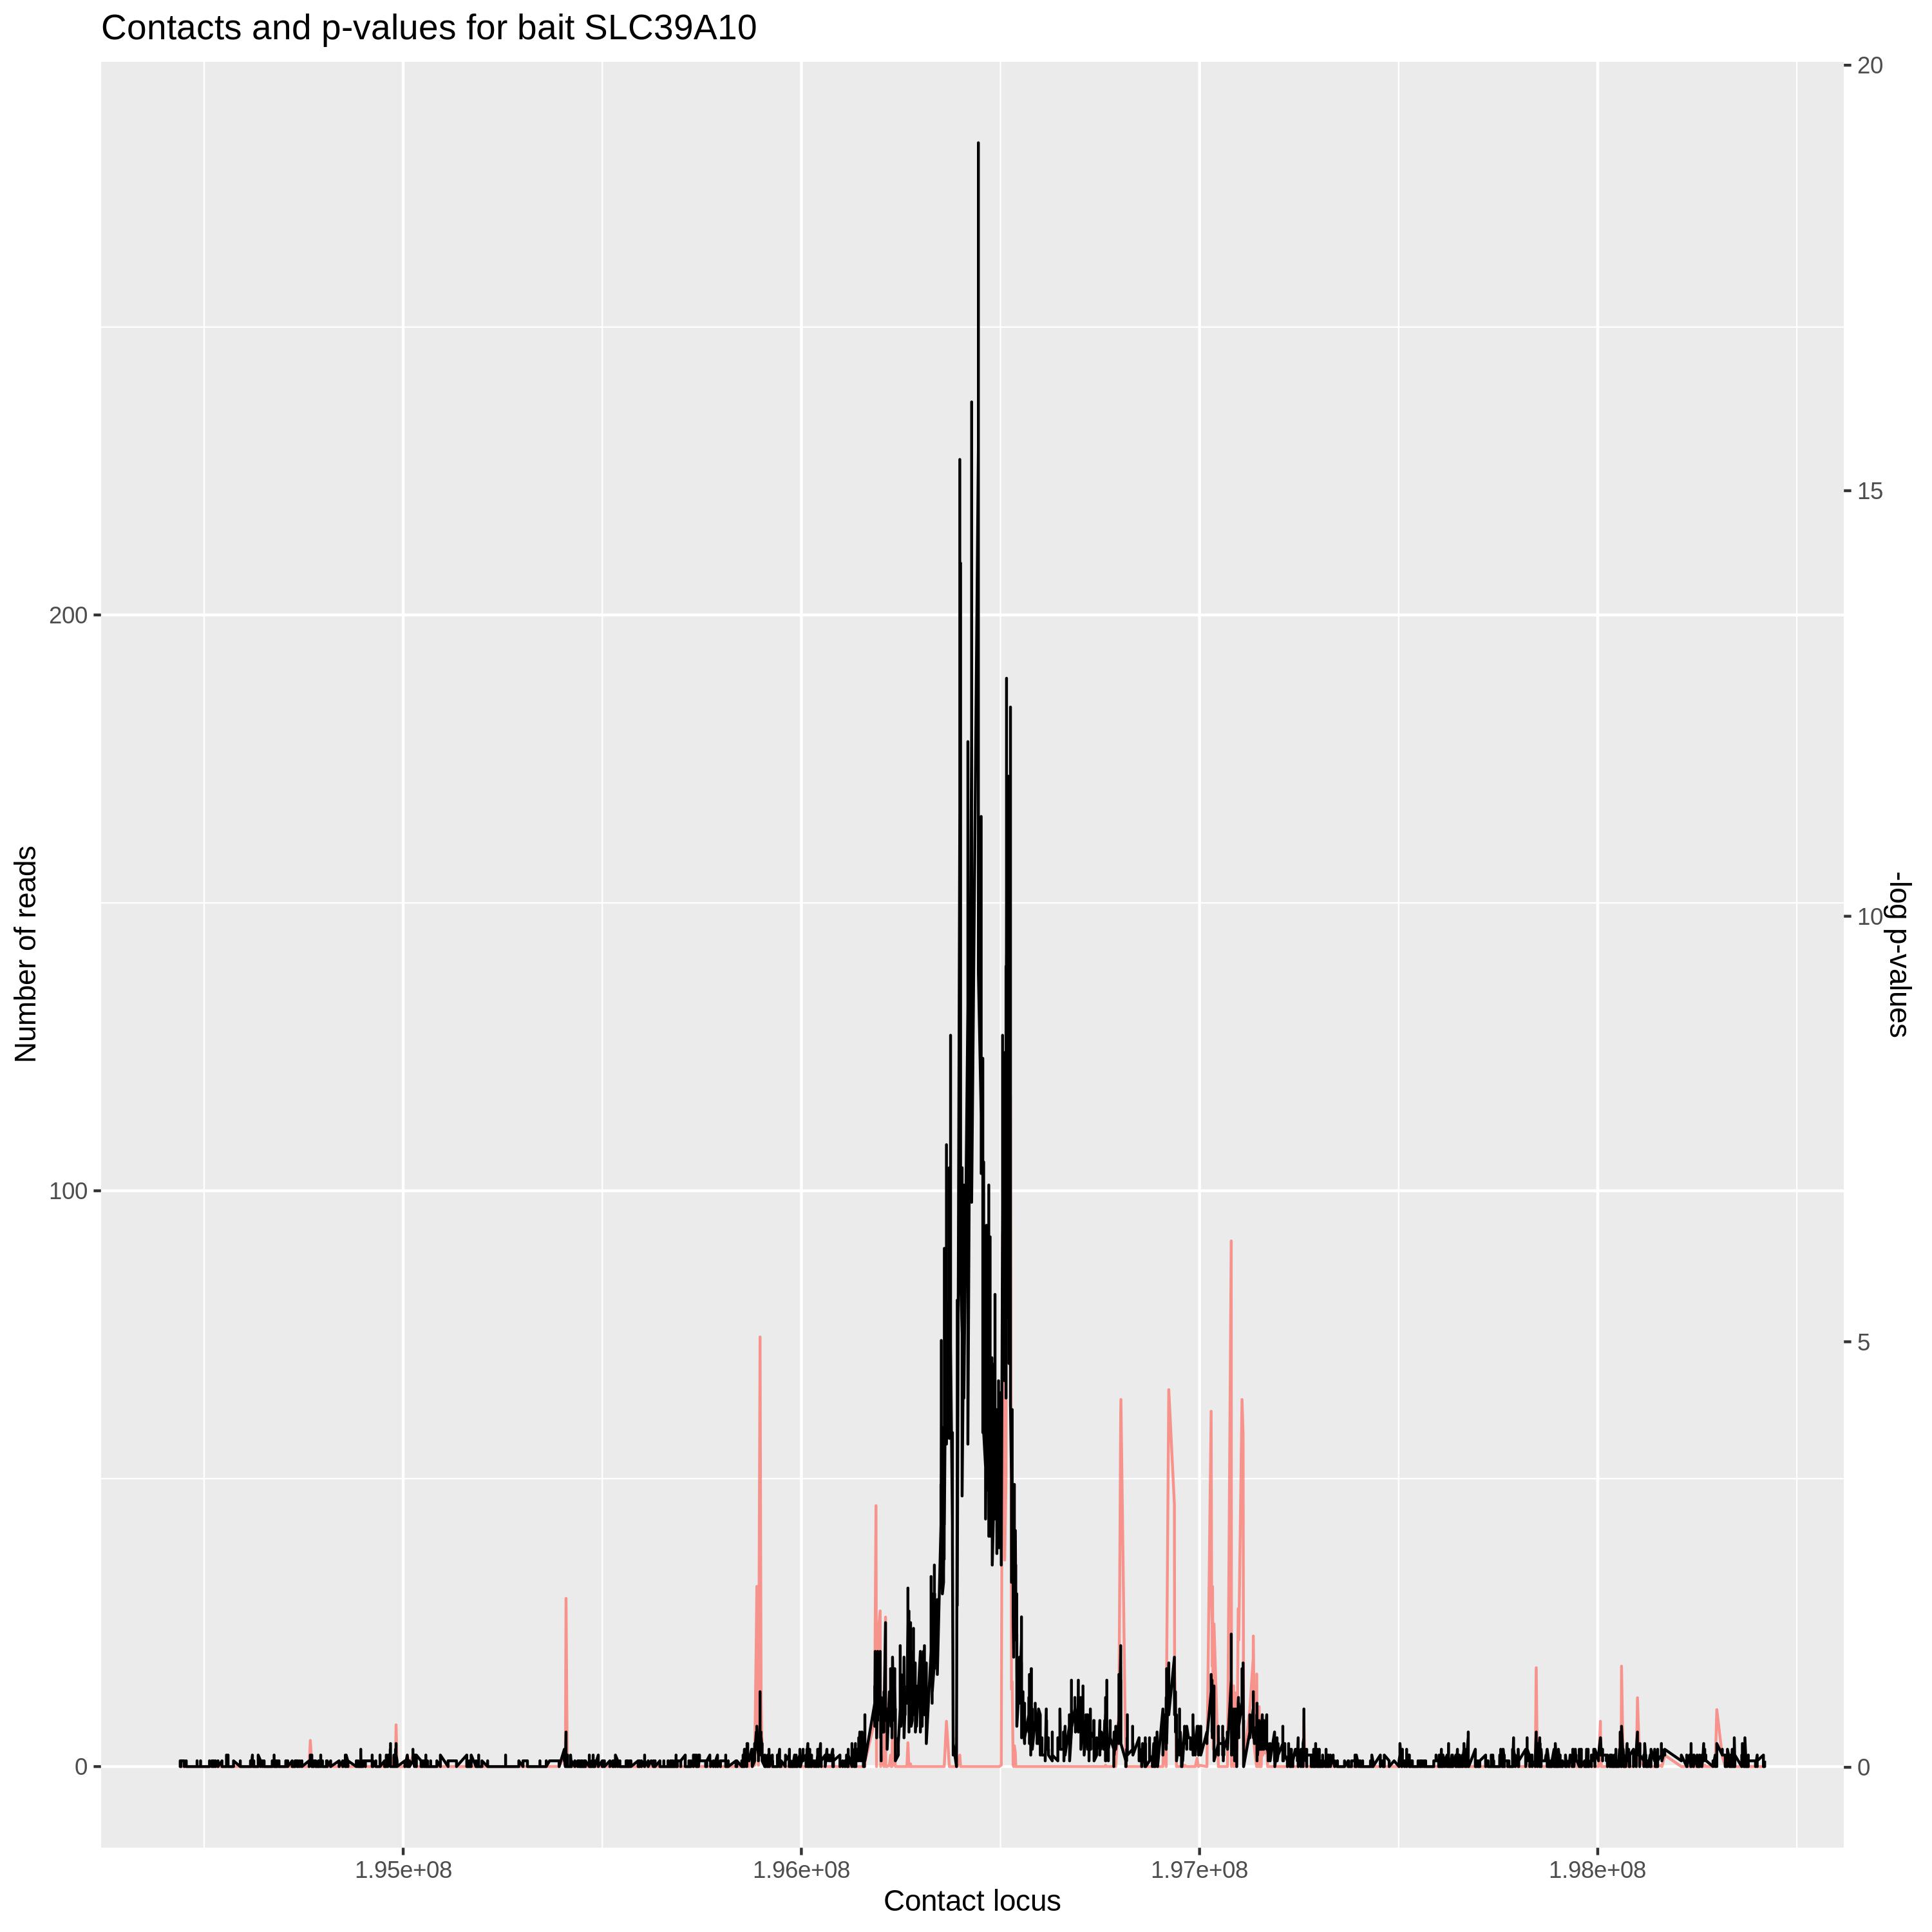 Contacts and p-values for bait SLC39A10
Number of reads
200
100
0
20
15
10
5
0
-log p-values
1.95e+08
1.96e+08
1.97e+08
1.98e+08
Contact locus